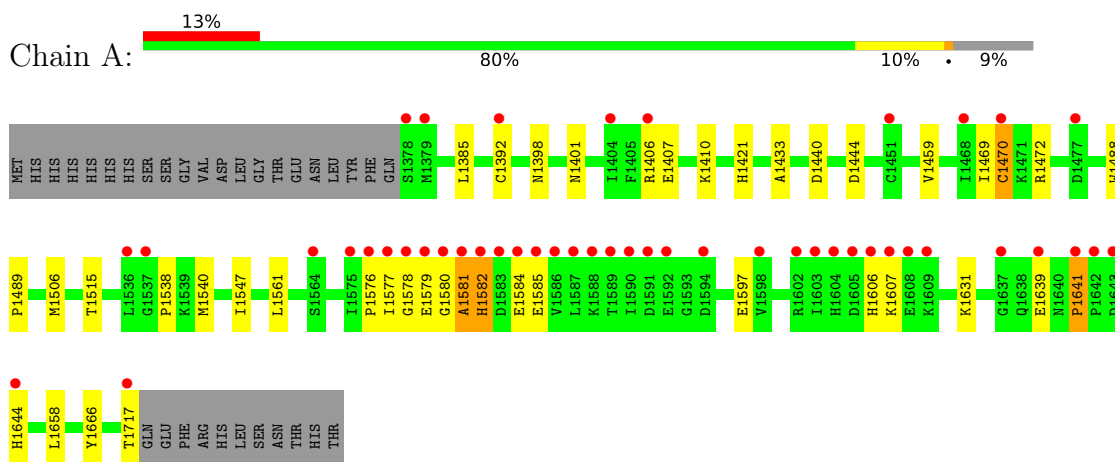 13%
Chain A:
80% 10% • 9%
MET HIS HIS HIS HIS HIS HIS SER SER GLY VAL ASP LEU GLY THR GLU ASN LEU TYR PHE GLN S1378 M1379 L1385 C1392 N1398 N1401 I1404 F1405 R1406 E1407 K1410 H1421 A1433 D1440 D1444 C1451 V1459 I1468 I1469 C1470 K1471 R1472 D1477 W1488
P1489 M1506 T1515 L1536 G1537 P1538 K1539 M1540 I1547 L1561 S1564 I1575 P1576 I1577 G1578 E1579 G1580 A1581 H1582 D1583 E1584 E1585 V1586 L1587 K1588 T1589 I1590 D1591 E1592 G1593 D1594 E1597 V1598 R1602 I1603 H1604 D1605 H1606 K1607 E1608 K1609 K1631 G1637 Q1638 E1639 N1640 P1641 P1642 D1643
H1644 L1658 Y1666 T1717 GLN GLU PHE ARG HIS LEU SER ASN THR HIS THR